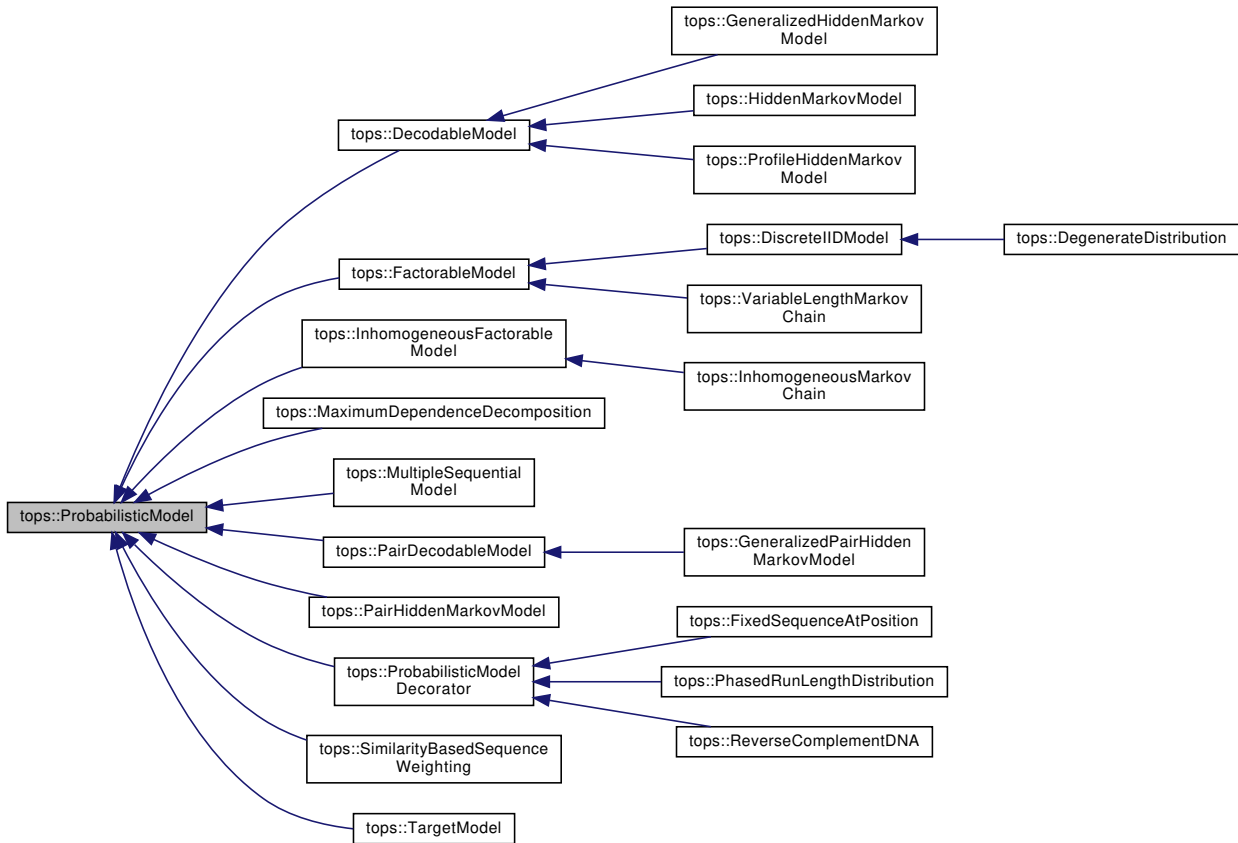 tops::GeneralizedHiddenMarkov
Model
tops::HiddenMarkovModel
tops::DecodableModel
tops::ProfileHiddenMarkov
Model
tops::DiscreteIIDModel
tops::DegenerateDistribution
tops::FactorableModel
tops::VariableLengthMarkov
Chain
tops::InhomogeneousFactorable
Model
tops::InhomogeneousMarkov
Chain
tops::MaximumDependenceDecomposition
tops::MultipleSequential
Model
tops::ProbabilisticModel
tops::PairDecodableModel
tops::GeneralizedPairHidden
MarkovModel
tops::PairHiddenMarkovModel
tops::FixedSequenceAtPosition
tops::ProbabilisticModel
Decorator
tops::PhasedRunLengthDistribution
tops::ReverseComplementDNA
tops::SimilarityBasedSequence
Weighting
tops::TargetModel